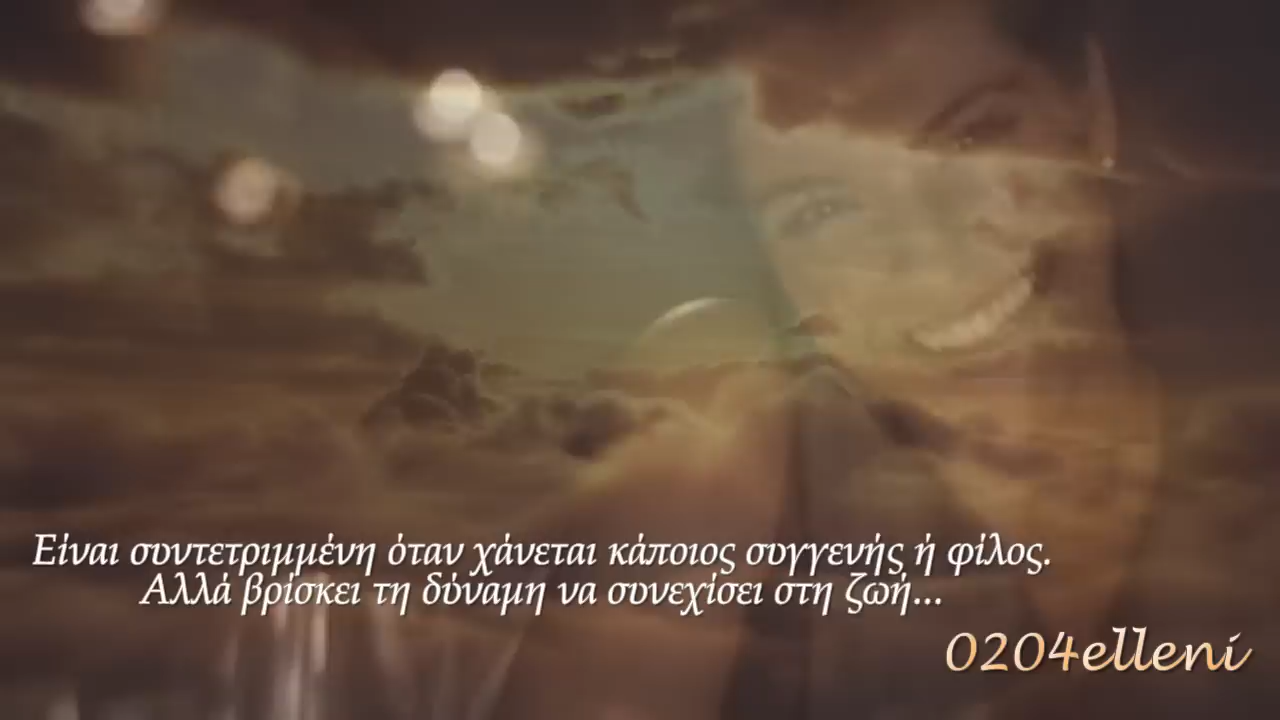 Είναι συντετριμμένη όταν χάνεται κάποιος συγγενής ή φίλος.
Αλλά βρίσκει τη δύναμη να συνεχίσει στη ζωή...
0204elleni